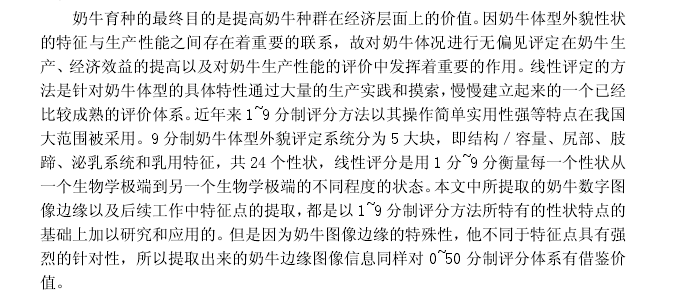 奶牛育种的最终目的是提高奶牛种群在经济层面上的价值。因奶牛体型外貌性状
的特征与生产性能之间存在着重要的联系，故对奶牛体况进行无偏见评定在奶牛生
产、经济效益的提高以及对奶牛生产性能的评价中发挥着重要的作用。线性评定的方
法是针对奶牛体型的具体特性通过大量的生产实践和摸索，慢慢建立起来的一个已经
比较成熟的评价体系。近年来 1~9 分制评分方法以其操作简单实用性强等特点在我国
大范围被采用。9 分制奶牛体型外貌评定系统分为 5 大块，即结构 / 容量、尻部、肢
蹄、泌乳系统和乳用特征，共 24 个性状，线性评分是用 1 分~9 分衡量每一个性状从
一个生物学极端到另一个生物学极端的不同程度的状态。本文中所提取的奶牛数字图
像边缘以及后续工作中特征点的提取，都是以 1~9 分制评分方法所特有的性状特点的
基础上加以研究和应用的。但是因为奶牛图像边缘的特殊性，他不同于特征点具有强
烈的针对性，所以提取出来的奶牛边缘图像信息同样对 0~50 分制评分体系有借鉴价
值。